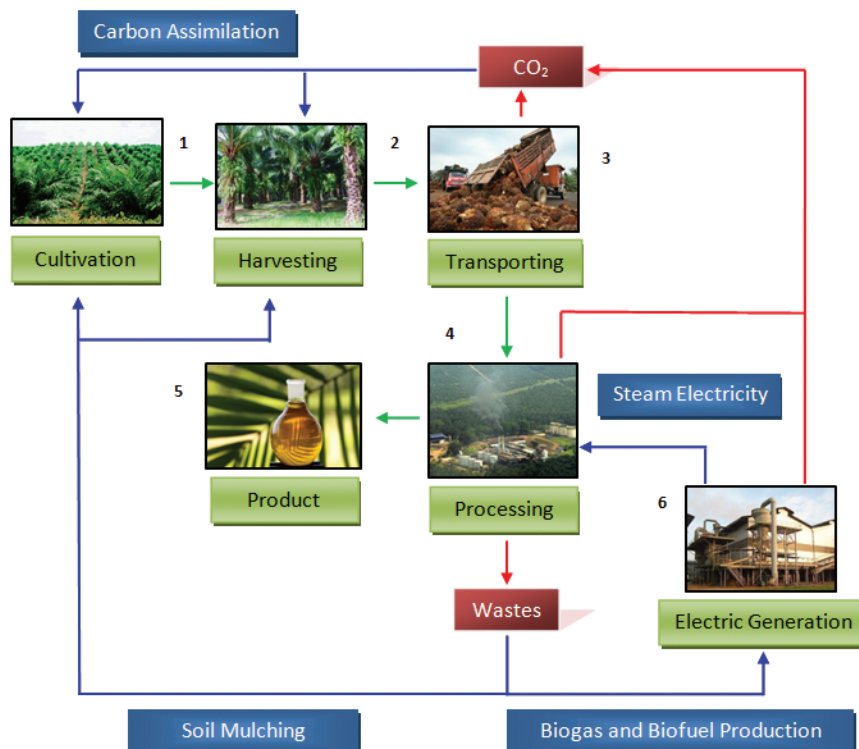 Carbon Assimilation
CO₂
1
2
3
Cultivation
Harvesting
Transporting
4
5
Steam Electricity
Product
Processing
6
Wastes
Electric Generation
Soil Mulching
Biogas and Biofuel Production